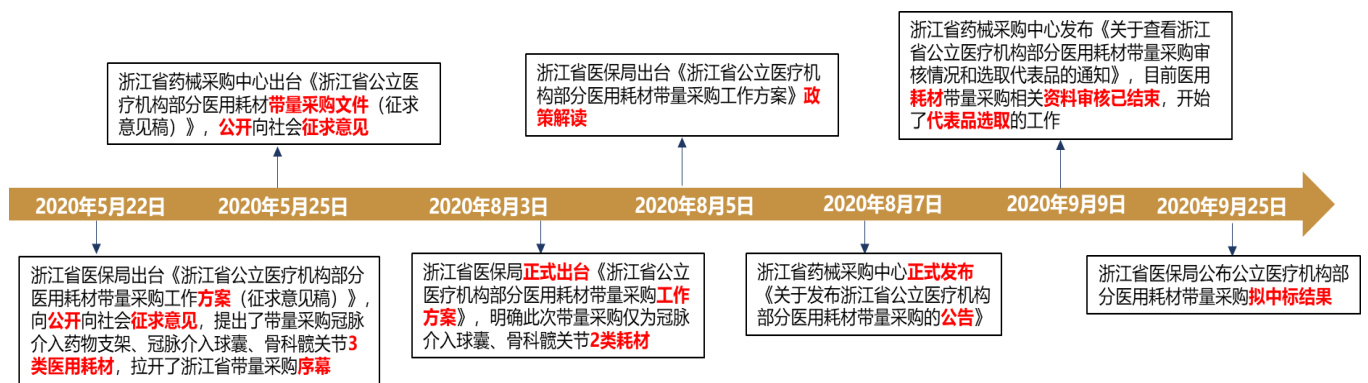 浙江省药械采购中心出台《浙江省公立医
疗机构部分医用耗材带量采购文件（征求
意见稿）》，公开向社会征求意见
浙江省医保局出台《浙江省公立医疗机
构部分医用耗材带量采购工作方案》政
策解读
浙江省药械采购中心发布《关于查看浙江
省公立医疗机构部分医用耗材带量采购审
核情况和选取代表品的通知》，目前医用
耗材带量采购相关资料审核已结束，开始
了代表品选取的工作
2020年5月22日
2020年5月25日
2020年8月3日
2020年8月5日
2020年8月7日
2020年9月9日
2020年9月25日
浙江省医保局出台《浙江省公立医疗机构部分
医用耗材带量采购工作方案（征求意见稿）》，
向公开向社会征求意见，提出了带量采购冠脉
介入药物支架、冠脉介入球囊、骨科髋关节3
类医用耗材，拉开了浙江省带量采购序幕
浙江省医保局正式出台《浙江省公立
医疗机构部分医用耗材带量采购工作
方案》，明确此次带量采购仅为冠脉
介入球囊、骨科髋关节2类耗材
浙江省药械采购中心正式发布
《关于发布浙江省公立医疗机构
部分医用耗材带量采购的公告》
浙江省医保局公布公立医疗机构部
分医用耗材带量采购拟中标结果